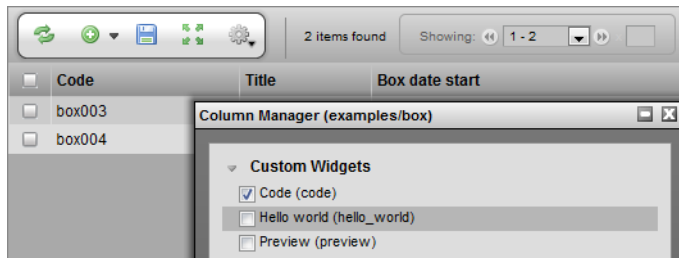 2 items found Showing: 1 - 2
Code Title Box date start
box003
Column Manager (examples/box)
box004
Custom Widgets
Code (code)
Hello world (hello_world)
Preview (preview)